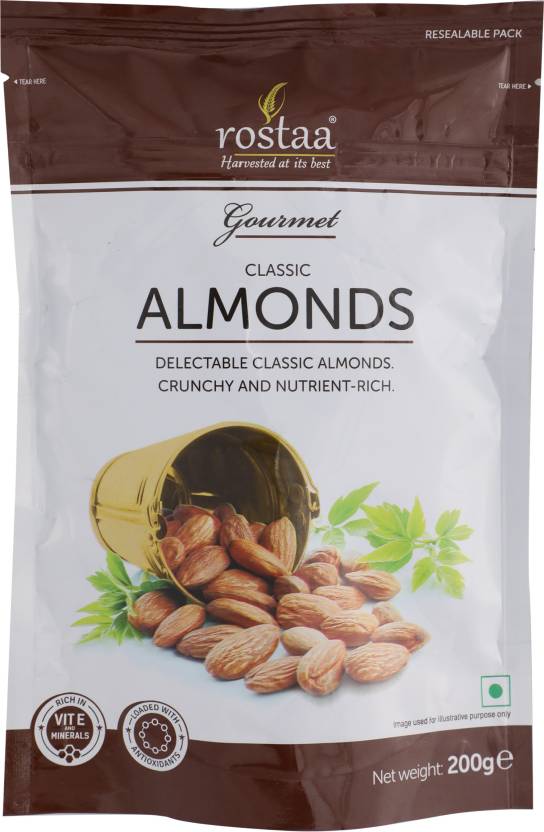 RESEALABLE PACK
TEAR HERE
TEAR HERE
rostaa®
Harvested at its best
Gourmet
CLASSIC
ALMONDS
DELECTABLE CLASSIC ALMONDS.
CRUNCHY AND NUTRIENT-RICH.
RICH IN
VIT E
AND
MINERALS
LOADED WITH
ANTIOXIDANTS
Image used for illustrative purpose only
Net weight: 200g℮